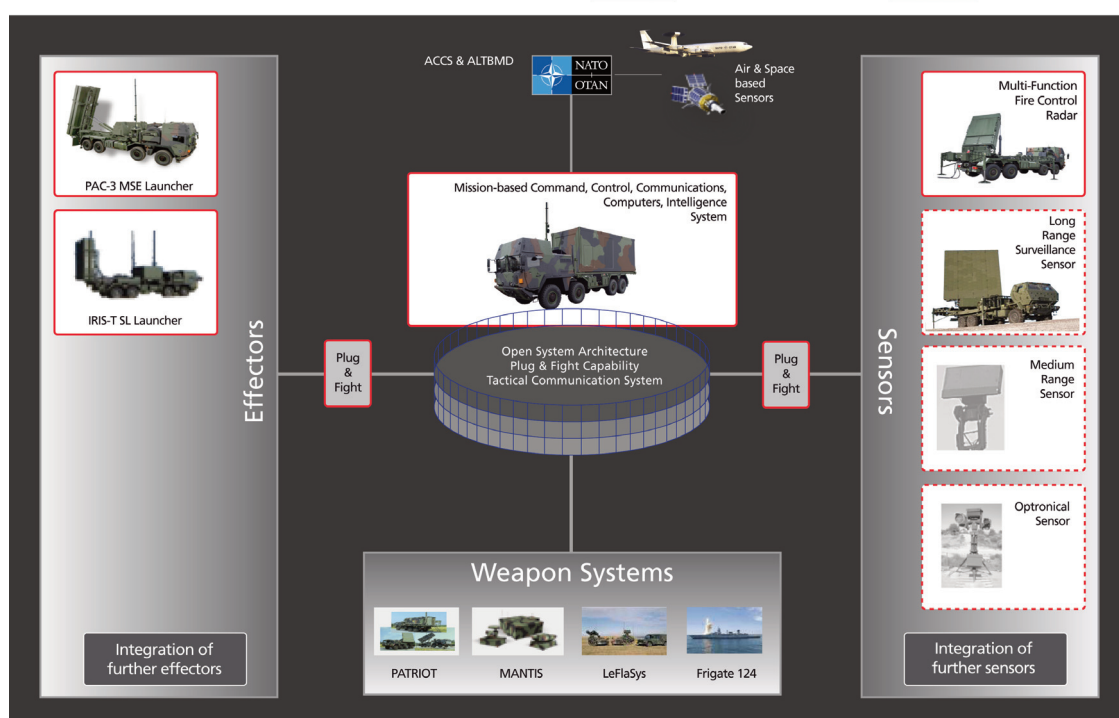 ACCS & ALTBMD
NATO
OTAN
Air & Space
based
Sensors
PAC-3 MSE Launcher
IRIS-T SL Launcher
Effectors
Integration of
further effectors
Mission-based Command, Control, Communications,
Computers, Intelligence
System
Plug
&
Fight
Open System Architecture
Plug & Fight Capability
Tactical Communication System
Plug
&
Fight
Weapon Systems
PATRIOT
MANTIS
LeFlaSys
Frigate 124
Sensors
Multi-Function
Fire Control
Radar
Long
Range
Surveillance
Sensor
Medium
Range
Sensor
Optronical
Sensor
Integration of
further sensors